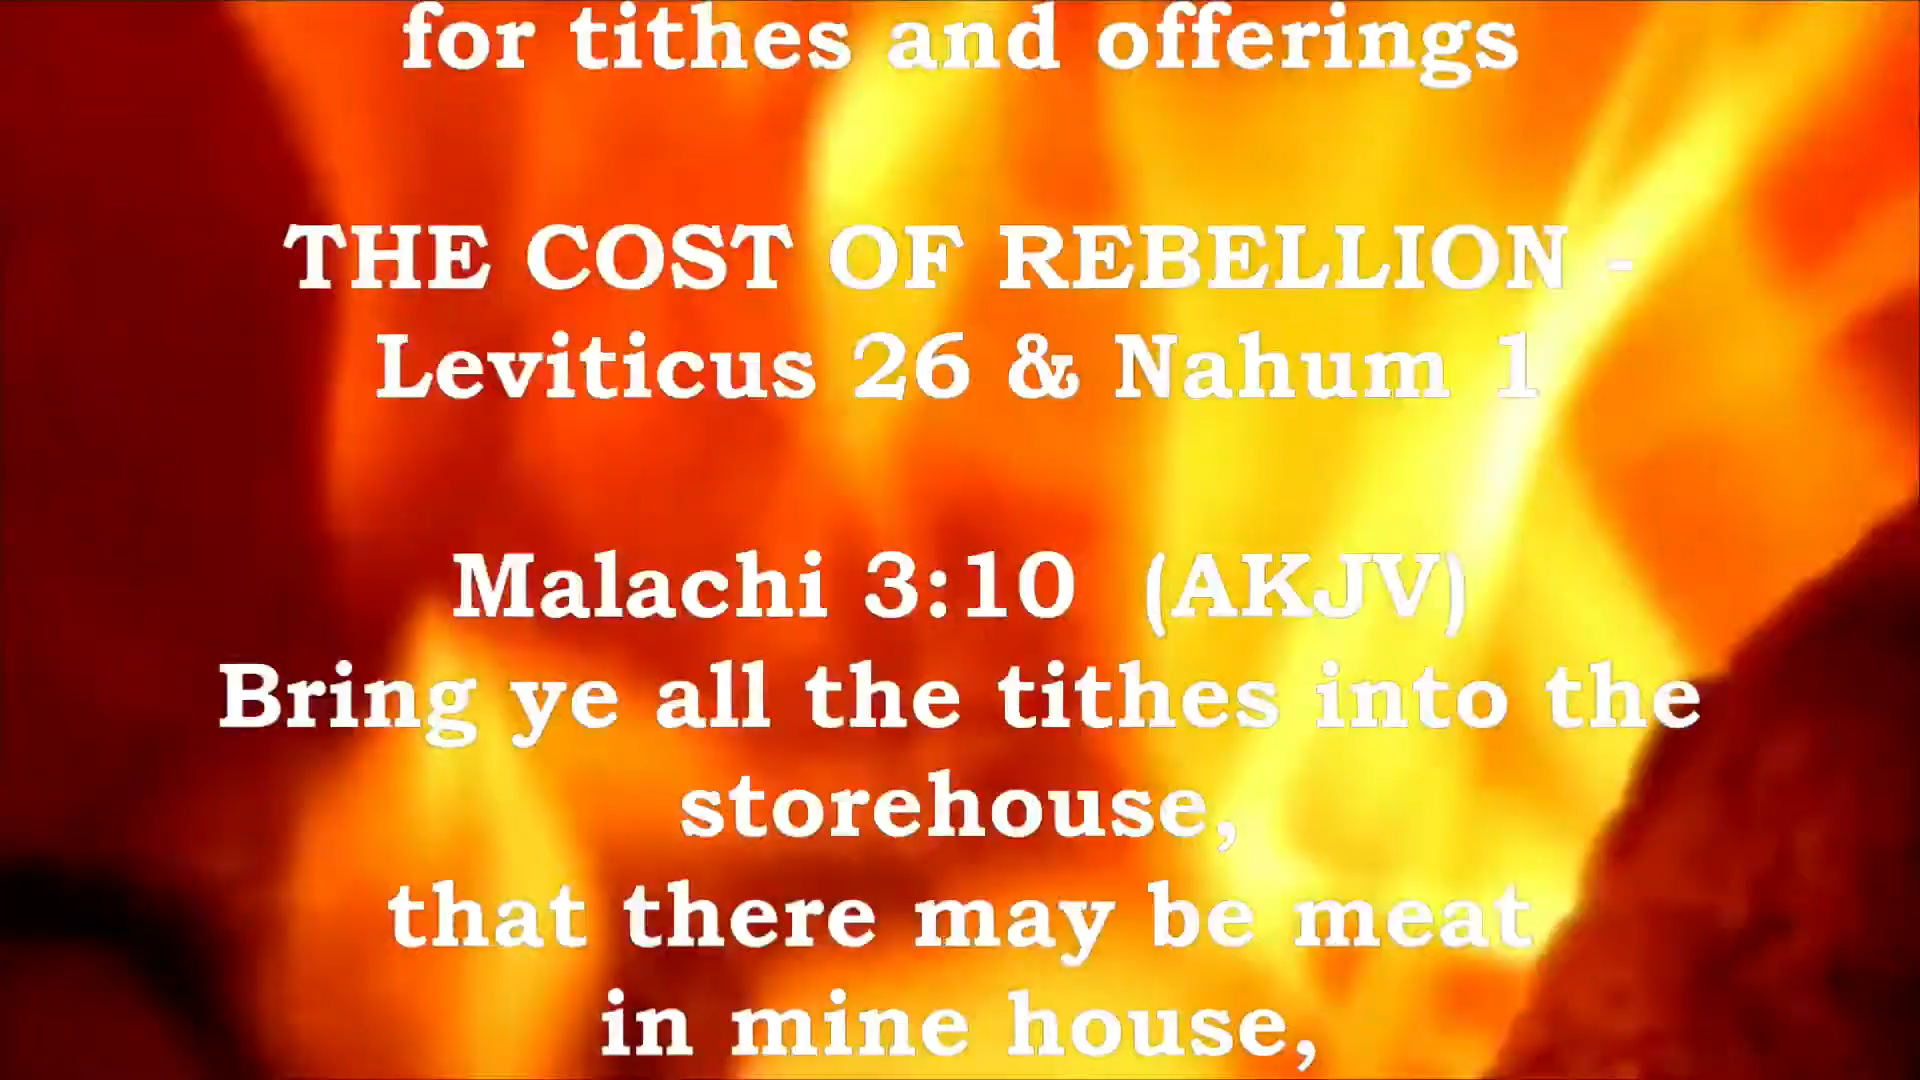 for tithes and offerings
THE COST OF REBELLION -
Leviticus 26 & Nahum 1
Malachi 3:10 (AKJV)
Bring ye all the tithes into the
storehouse,
that there may be meat
in mine house,